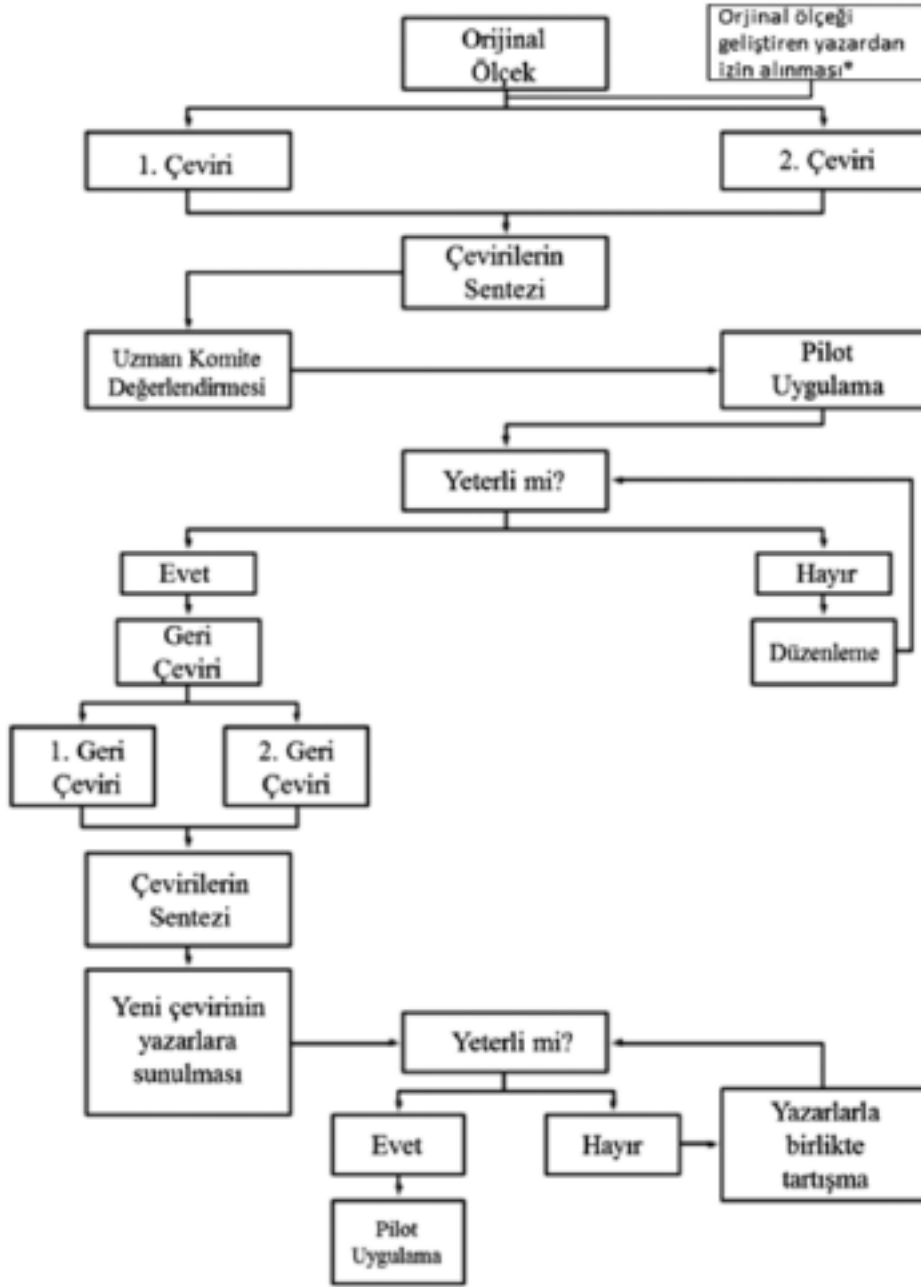 Orijinal
Ölçek
Orjinal ölçeği
geliştiren yazardan
izin alınması*
1. Çeviri
2. Çeviri
Çevirilerin
Sentezi
Uzman Komite
Değerlendirmesi
Pilot
Uygulama
Yeterli mi?
Evet
Hayır
Geri
Çeviri
Düzenleme
1. Geri
Çeviri
2. Geri
Çeviri
Çevirilerin
Sentezi
Yeni çevirinin
yazarlara
sunulması
Yeterli mi?
Evet
Hayır
Yazarlarla
birlikte
tartışma
Pilot
Uygulama